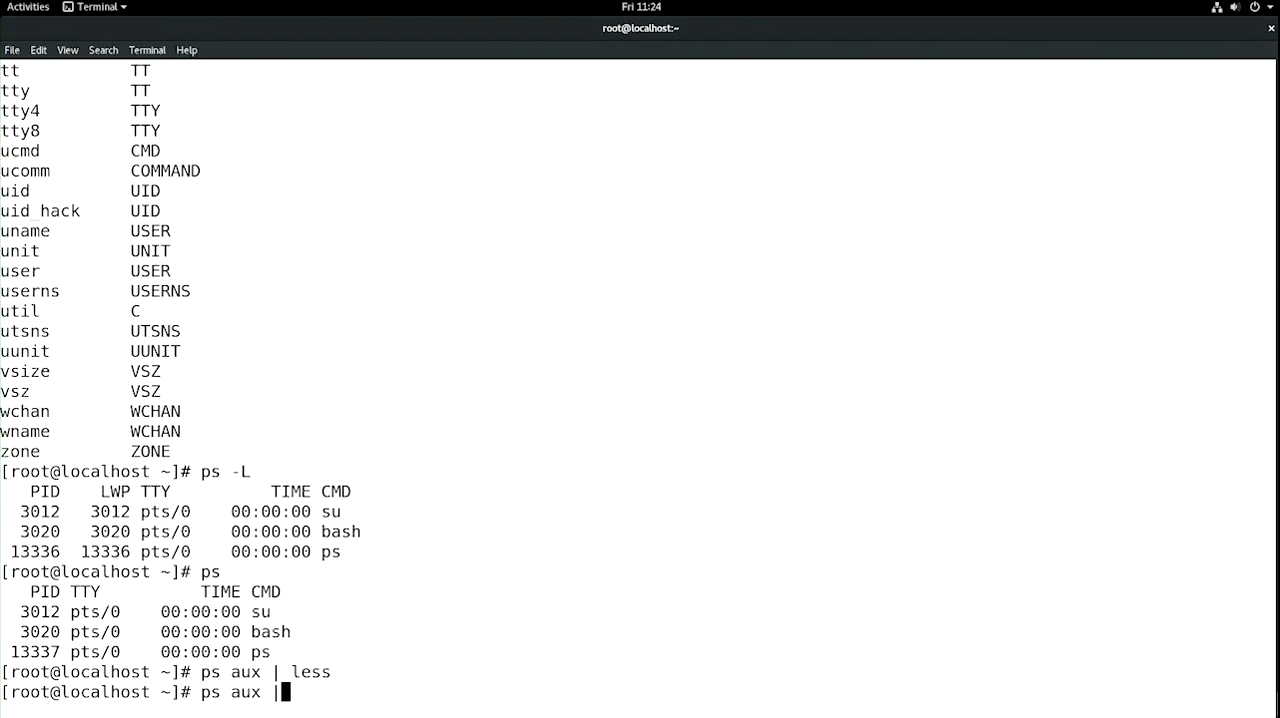 Activities Terminal Fri 11:24
root@localhost:~ ×
File Edit View Search Terminal Help
tt TT
tty TT
tty4 TTY
tty8 TTY
ucmd CMD
ucomm COMMAND
uid UID
uid_hack UID
uname USER
unit UNIT
user USER
userns USERNS
util C
utsns UTSNS
uunit UUNIT
vsize VSZ
vsz VSZ
wchan WCHAN
wname WCHAN
zone ZONE
[root@localhost ~]# ps -L
PID LWP TTY TIME CMD
3012 3012 pts/0 00:00:00 su
3020 3020 pts/0 00:00:00 bash
13336 13336 pts/0 00:00:00 ps
[root@localhost ~]# ps
PID TTY TIME CMD
3012 pts/0 00:00:00 su
3020 pts/0 00:00:00 bash
13337 pts/0 00:00:00 ps
[root@localhost ~]# ps aux | less
[root@localhost ~]# ps aux |